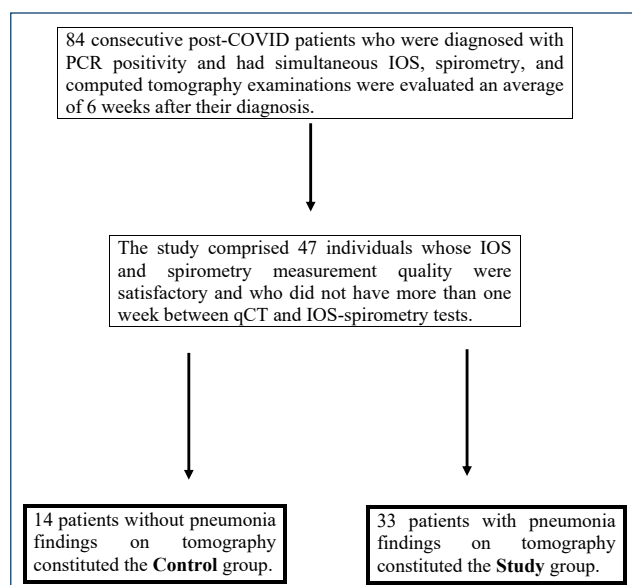 84 consecutive post-COVID patients who were diagnosed with
PCR positivity and had simultaneous IOS, spirometry, and
computed tomography examinations were evaluated an average
of 6 weeks after their diagnosis.
The study comprised 47 individuals whose IOS
and spirometry measurement quality were
satisfactory and who did not have more than one
week between qCT and IOS-spirometry tests.
14 patients without pneumonia
findings on tomography
constituted the Control group.
33 patients with pneumonia
findings on tomography
constituted the Study group.